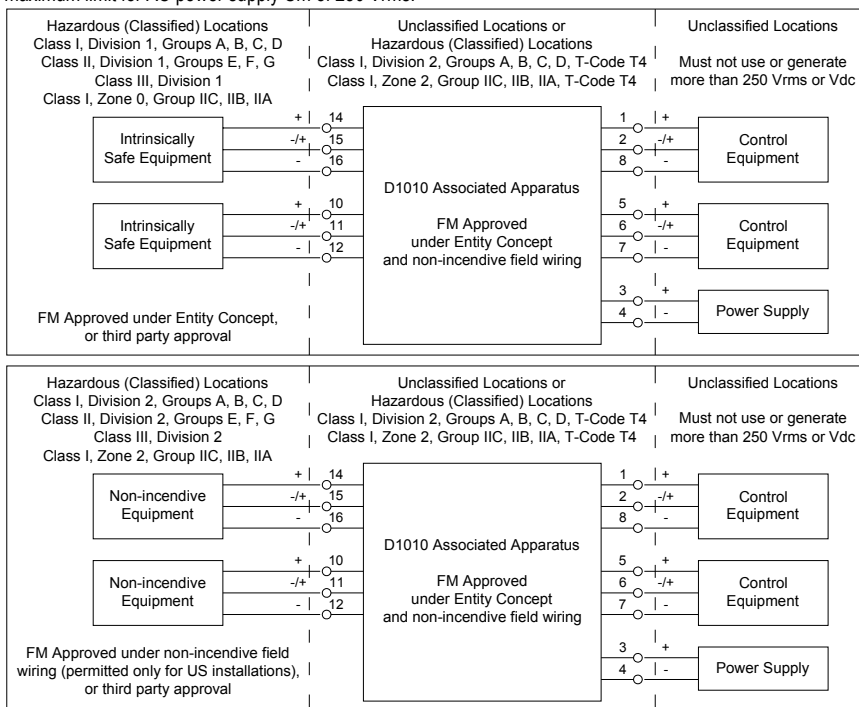 maximum limit for AC power supply Um of 250 Vrms.
Hazardous (Classified) Locations
Class I, Division 1, Groups A, B, C, D
Class II, Division 1, Groups E, F, G
Class III, Division 1
Class I, Zone 0, Group IIC, IIB, IIA
Unclassified Locations or
Hazardous (Classified) Locations
Class I, Division 2, Groups A, B, C, D, T-Code T4
Class I, Zone 2, Group IIC, IIB, IIA, T-Code T4
Unclassified Locations
Must not use or generate
more than 250 Vrms or Vdc
Intrinsically
Safe Equipment
+ 14
-/+ 15
- 16
Intrinsically
Safe Equipment
+ 10
-/+ 11
- 12
FM Approved under Entity Concept,
or third party approval
D1010 Associated Apparatus
FM Approved
under Entity Concept
and non-incendive field wiring
1 +
2 -/+
8 -
Control
Equipment
5 +
6 -/+
7 -
Control
Equipment
3 +
4 -
Power Supply
Hazardous (Classified) Locations
Class I, Division 2, Groups A, B, C, D
Class II, Division 2, Groups E, F, G
Class III, Division 2
Class I, Zone 2, Group IIC, IIB, IIA
Unclassified Locations or
Hazardous (Classified) Locations
Class I, Division 2, Groups A, B, C, D, T-Code T4
Class I, Zone 2, Group IIC, IIB, IIA, T-Code T4
Unclassified Locations
Must not use or generate
more than 250 Vrms or Vdc
Non-incendive
Equipment
+ 14
-/+ 15
- 16
Non-incendive
Equipment
+ 10
-/+ 11
- 12
FM Approved under non-incendive field
wiring (permitted only for US installations),
or third party approval
D1010 Associated Apparatus
FM Approved
under Entity Concept
and non-incendive field wiring
1 +
2 -/+
8 -
Control
Equipment
5 +
6 -/+
7 -
Control
Equipment
3 +
4 -
Power Supply